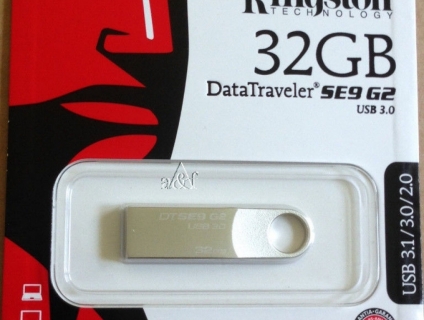 Kingston
TECHNOLOGY
32GB
DataTraveler® SE9 G2
USB 3.0
a&f
DTSE9 G2
USB 3.0
32
USB 3.1 / 3.0 / 2.0